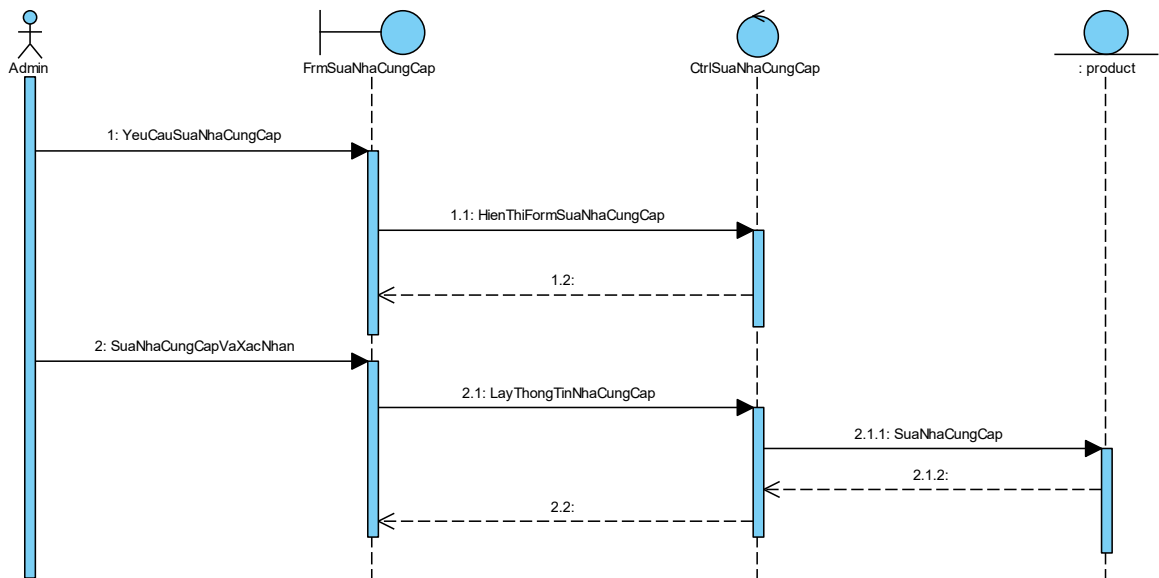 Admin
FrmSuaNhaCungCap
CtrlSuaNhaCungCap
: product
1: YeuCauSuaNhaCungCap
1.1: HienThiFormSuaNhaCungCap
1.2:
2: SuaNhaCungCapVaXacNhan
2.1: LayThongTinNhaCungCap
2.1.1: SuaNhaCungCap
2.1.2:
2.2: